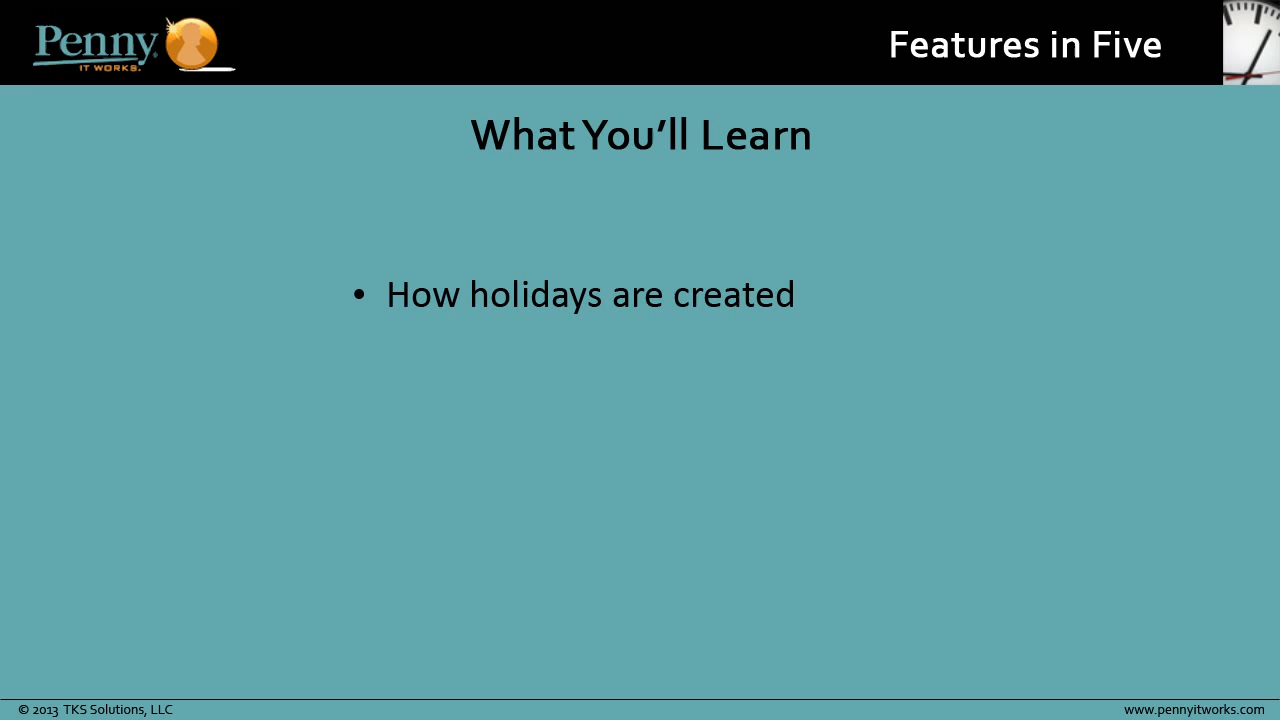 Penny®
IT WORKS.
Features in Five
What You’ll Learn
• How holidays are created
© 2013 TKS Solutions, LLC
www.pennyitworks.com